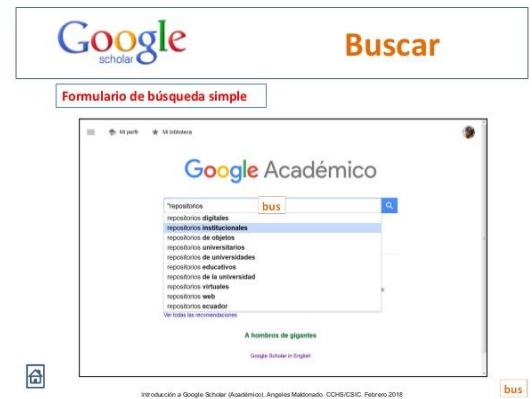 Google
scholar
Buscar
Formulario de búsqueda simple
Mi perfil
Mi biblioteca
Google Académico
"repositorios
bus
repositorios digitales
repositorios institucionales
repositorios de objetos
repositorios universitarios
repositorios de universidades
repositorios educativos
repositorios de la universidad
repositorios virtuales
repositorios web
repositorios ecuador
Ver todas las recomendaciones
A hombros de gigantes
Google Scholar in English
Introducción a Google Scholar (Académico). Angeles Maldonado. CCHS/CSIC. Febrero 2018
bus